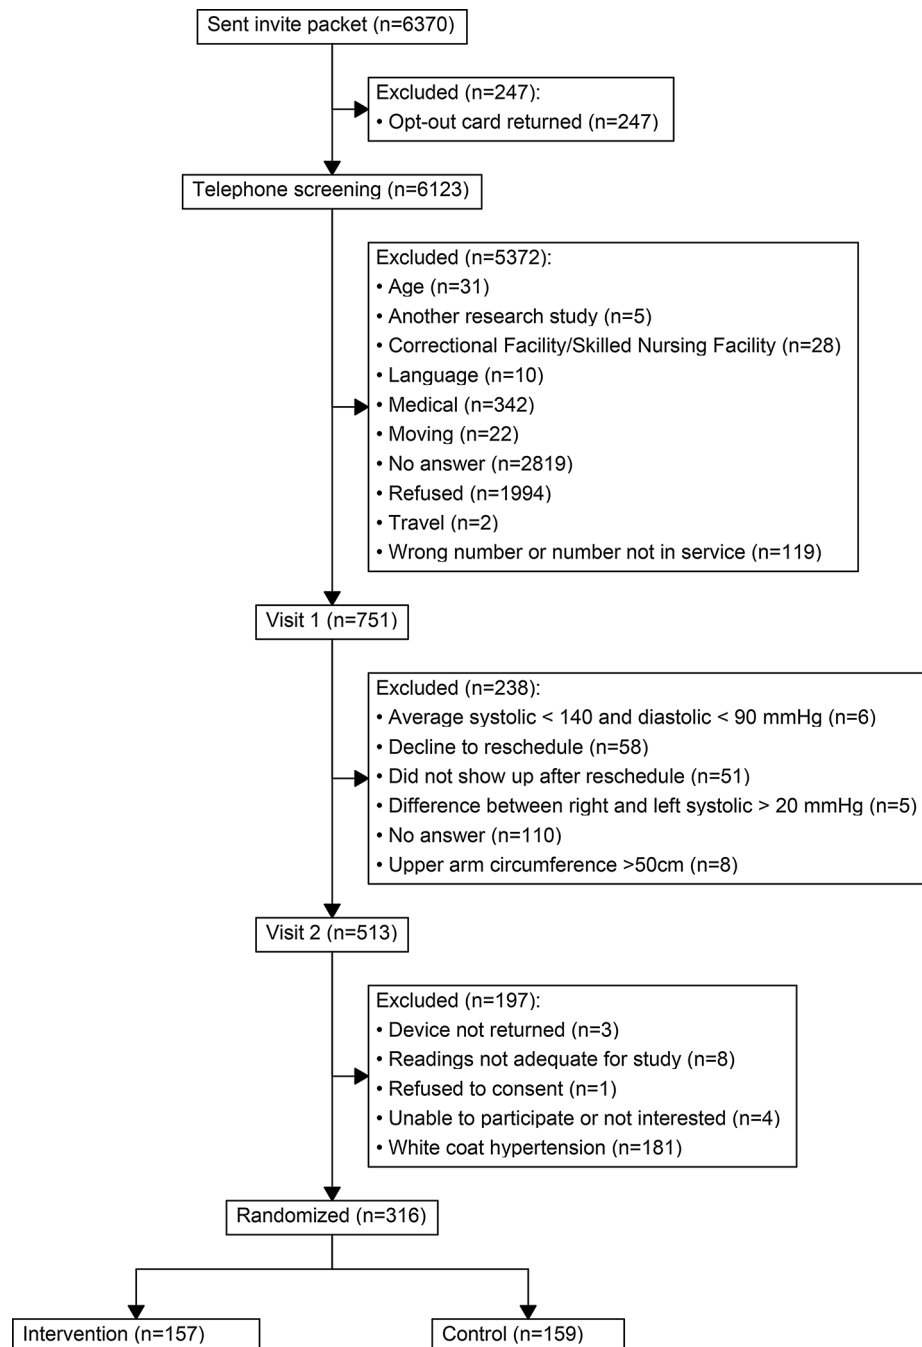 Sent invite packet (n=6370)
Excluded (n=247):
• Opt-out card returned (n=247)
Telephone screening (n=6123)
Excluded (n=5372):
• Age (n=31)
• Another research study (n=5)
• Correctional Facility/Skilled Nursing Facility (n=28)
• Language (n=10)
• Medical (n=342)
• Moving (n=22)
• No answer (n=2819)
• Refused (n=1994)
• Travel (n=2)
• Wrong number or number not in service (n=119)
Visit 1 (n=751)
Excluded (n=238):
• Average systolic < 140 and diastolic < 90 mmHg (n=6)
• Decline to reschedule (n=58)
• Did not show up after reschedule (n=51)
• Difference between right and left systolic > 20 mmHg (n=5)
• No answer (n=110)
• Upper arm circumference >50cm (n=8)
Visit 2 (n=513)
Excluded (n=197):
• Device not returned (n=3)
• Readings not adequate for study (n=8)
• Refused to consent (n=1)
• Unable to participate or not interested (n=4)
• White coat hypertension (n=181)
Randomized (n=316)
Intervention (n=157)
Control (n=159)